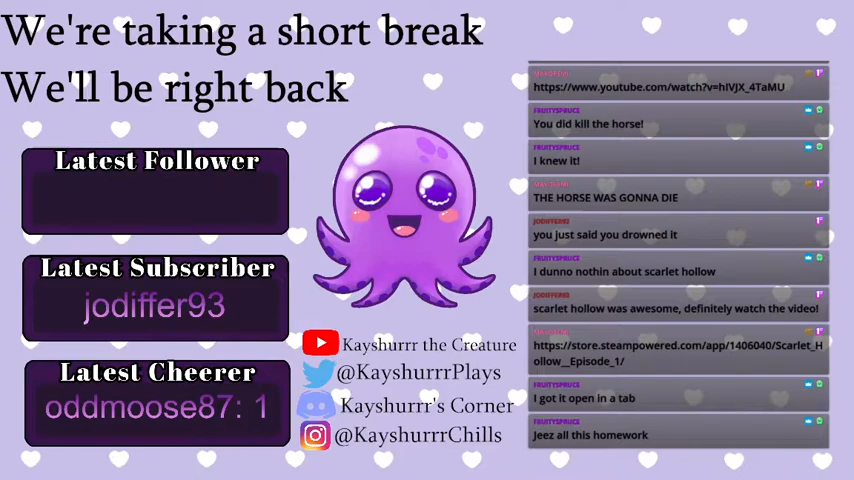 We're taking a short break
We'll be right back
Latest Follower
Latest Subscriber
jodiffer93
Latest Cheerer
oddmoose87: 1
Kayshurrr the Creature
@KayshurrrPlays
Kayshurrr's Corner
@KayshurrrChills
https://www.youtube.com/watch?v=hIVJX_4TaMU
FRUITYSPRUCE
You did kill the horse!
FRUITYSPRUCE
I knew it!
THE HORSE WAS GONNA DIE
JODIFFER93
you just said you drowned it
FRUITYSPRUCE
I dunno nothin about scarlet hollow
JODIFFER93
scarlet hollow was awesome, definitely watch the video!
https://store.steampowered.com/app/1406040/Scarlet_H
ollow__Episode_1/
FRUITYSPRUCE
I got it open in a tab
FRUITYSPRUCE
Jeez all this homework